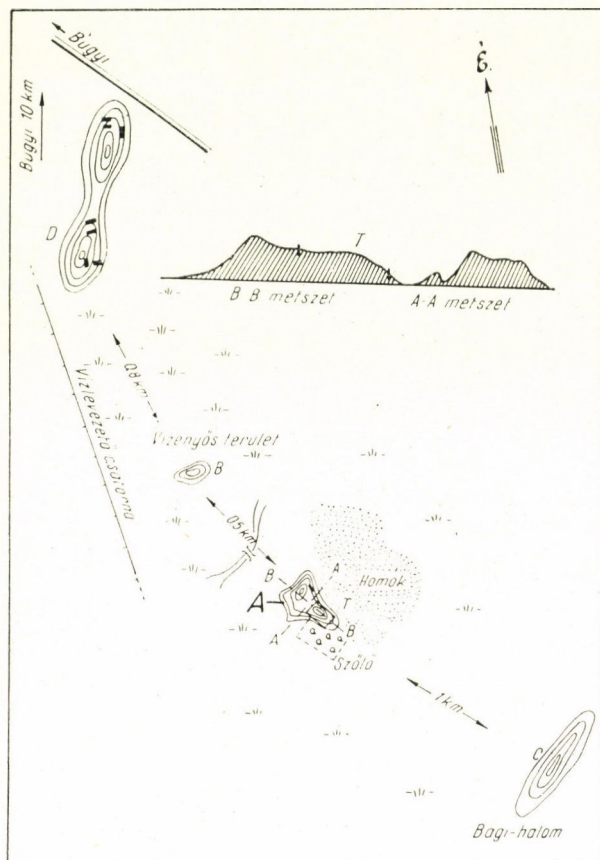 Bugyi
É.
Bugyi 10 km
D
T
B B metszet
A-A metszet
0,8 km
Vízlevezető csatorna
Vizenyős terület
B
0,5 km
Homok
B
A
A
T
A
B
Szőlő
1 km
C
Bagi-halom